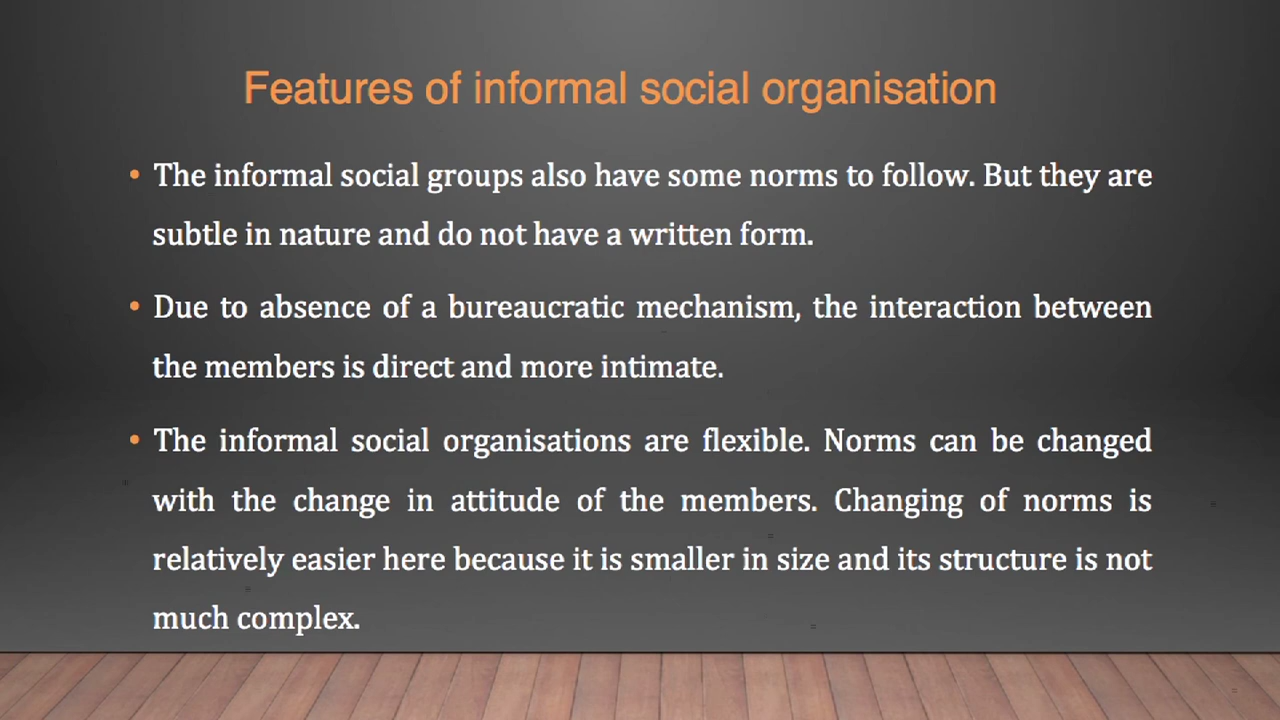 Features of informal social organisation
• The informal social groups also have some norms to follow. But they are
subtle in nature and do not have a written form.
• Due to absence of a bureaucratic mechanism, the interaction between
the members is direct and more intimate.
• The informal social organisations are flexible. Norms can be changed
with the change in attitude of the members. Changing of norms is
relatively easier here because it is smaller in size and its structure is not
much complex.